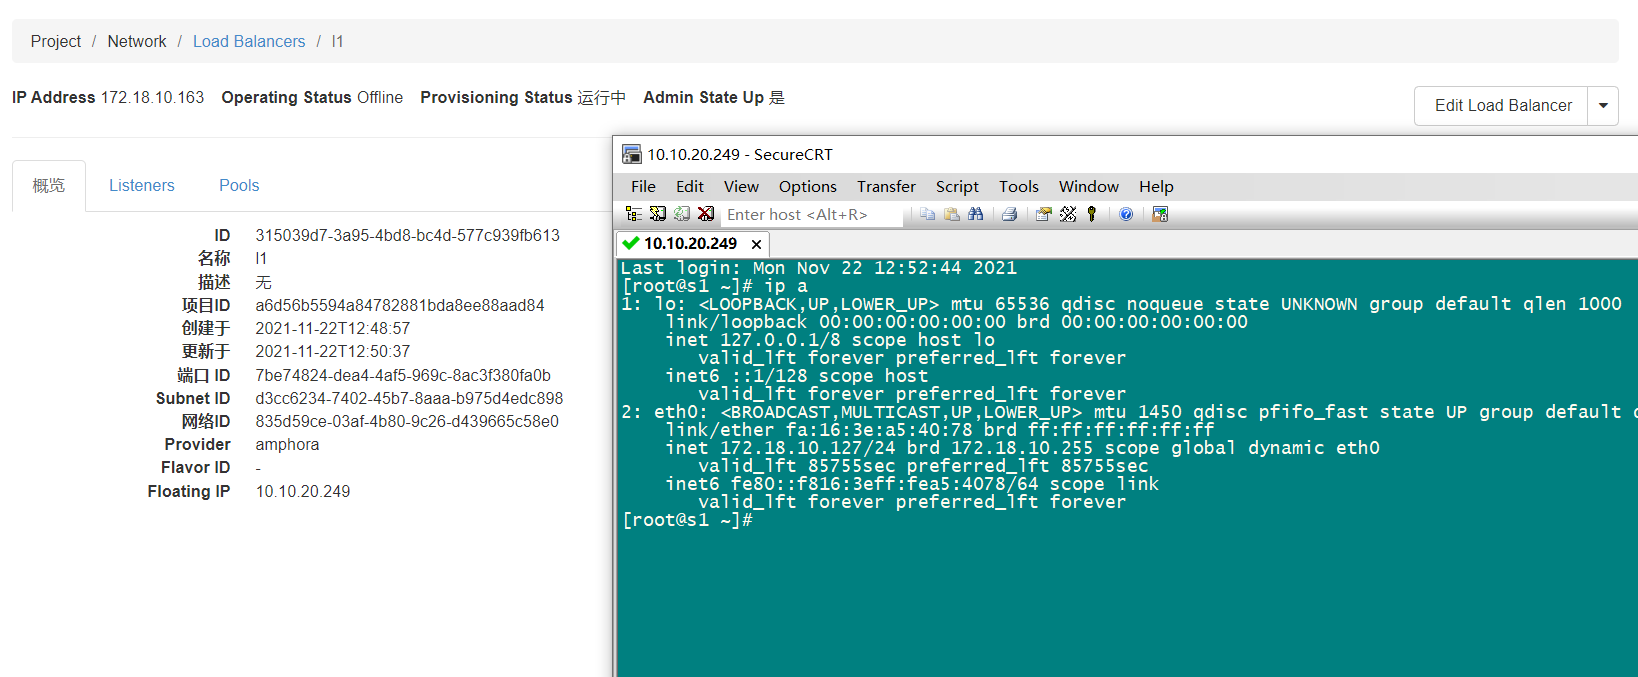 Project / Network / Load Balancers / l1
IP Address 172.18.10.163 Operating Status Offline Provisioning Status 运行中 Admin State Up 是
Edit Load Balancer
概览 Listeners Pools
ID 315039d7-3a95-4bd8-bc4d-577c939fb613
名称 l1
描述 无
项目ID a6d56b5594a84782881bda8ee88aad84
创建于 2021-11-22T12:48:57
更新于 2021-11-22T12:50:37
端口 ID 7be74824-dea4-4af5-969c-8ac3f380fa0b
Subnet ID d3cc6234-7402-45b7-8aaa-b975d4edc898
网络ID 835d59ce-03af-4b80-9c26-d439665c58e0
Provider amphora
Flavor ID -
Floating IP 10.10.20.249
10.10.20.249 - SecureCRT
File Edit View Options Transfer Script Tools Window Help
Enter host <Alt+R>
10.10.20.249 ×
Last login: Mon Nov 22 12:52:44 2021
[root@s1 ~]# ip a
1: lo: <LOOPBACK,UP,LOWER_UP> mtu 65536 qdisc noqueue state UNKNOWN group default qlen 1000
link/loopback 00:00:00:00:00:00 brd 00:00:00:00:00:00
inet 127.0.0.1/8 scope host lo
valid_lft forever preferred_lft forever
inet6 ::1/128 scope host
valid_lft forever preferred_lft forever
2: eth0: <BROADCAST,MULTICAST,UP,LOWER_UP> mtu 1450 qdisc pfifo_fast state UP group default
link/ether fa:16:3e:a5:40:78 brd ff:ff:ff:ff:ff:ff
inet 172.18.10.127/24 brd 172.18.10.255 scope global dynamic eth0
valid_lft 85755sec preferred_lft 85755sec
inet6 fe80::f816:3eff:fea5:4078/64 scope link
valid_lft forever preferred_lft forever
[root@s1 ~]#